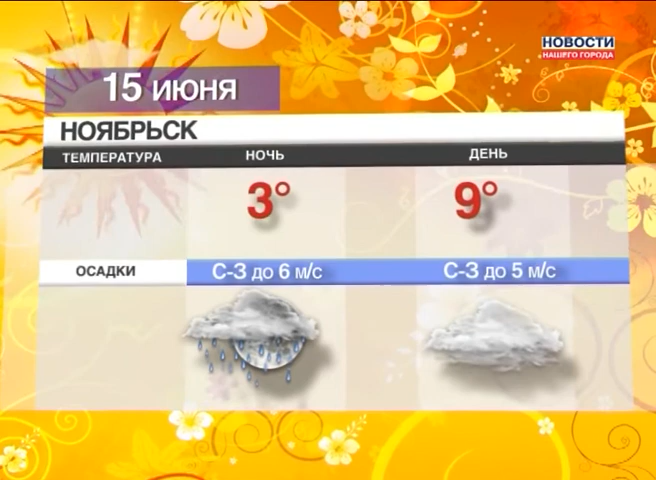 НОВОСТИ
НАШЕГО ГОРОДА
15 ИЮНЯ
НОЯБРЬСК
ТЕМПЕРАТУРА НОЧЬ ДЕНЬ
3° 9°
ОСАДКИ С-З ДО 6 М/С С-З ДО 5 М/С